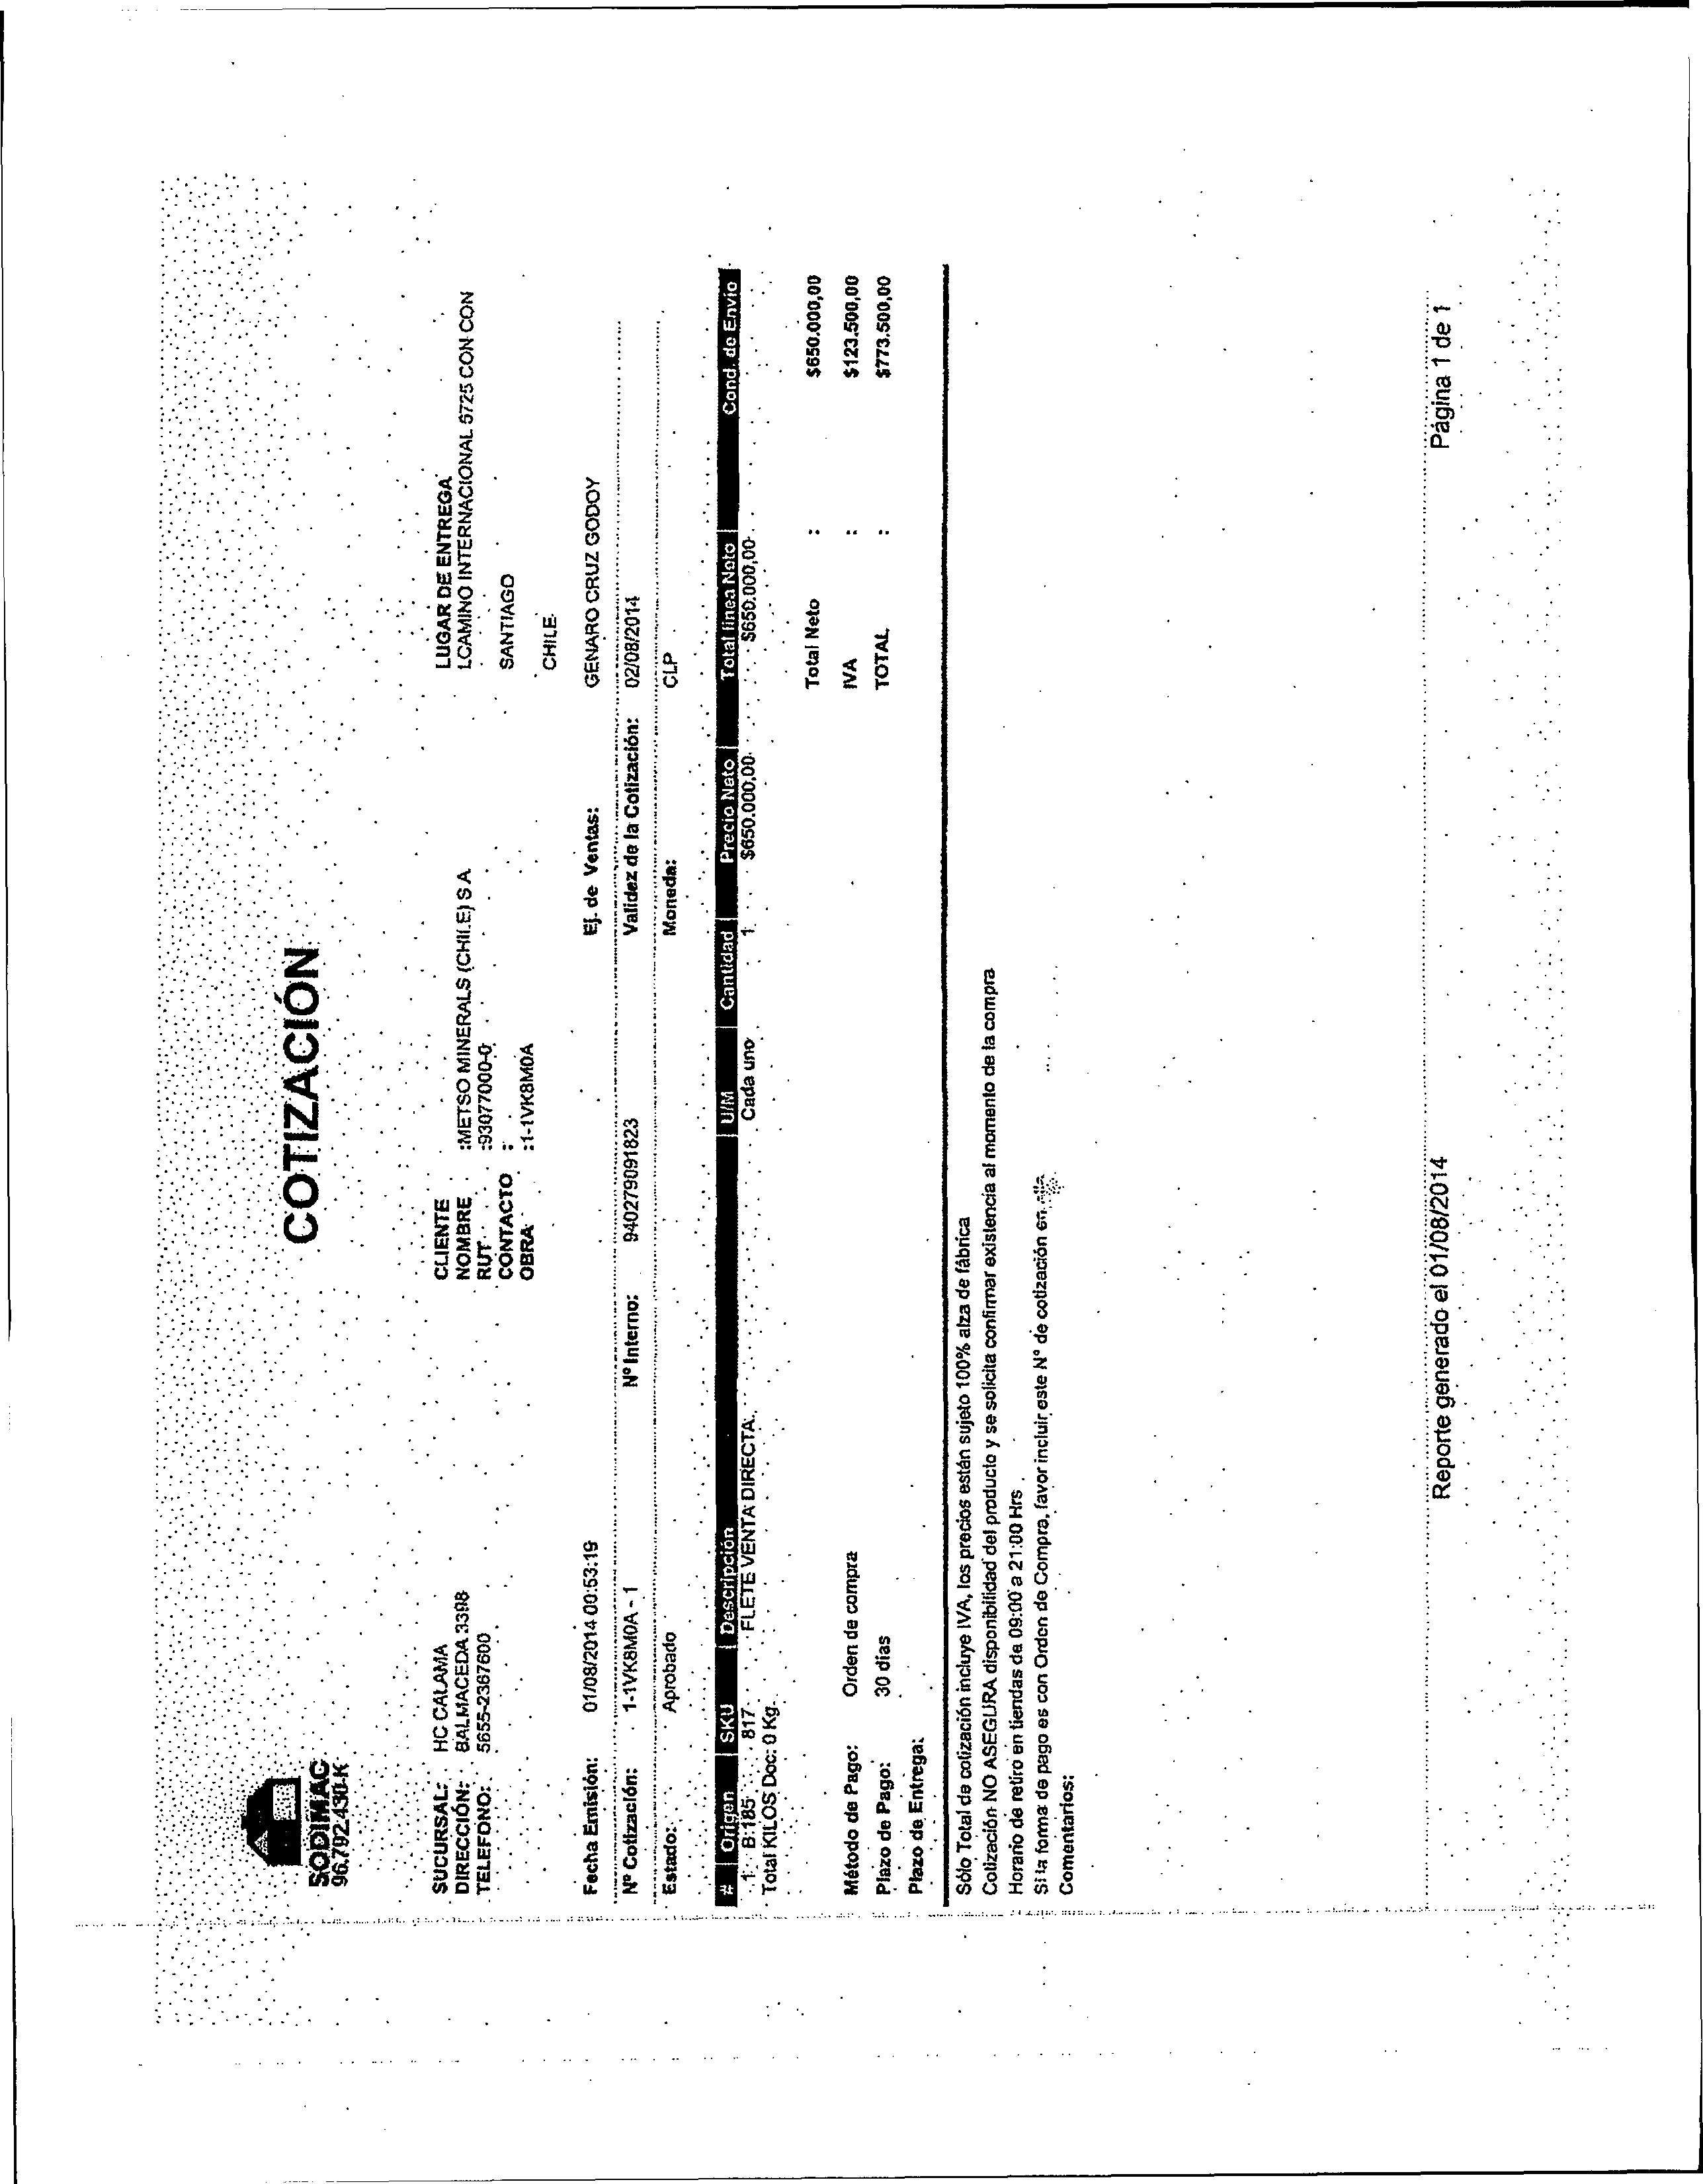 SODIMAC
96.792.430-K
COTIZACIÓN
SUCURSAL: HC CALAMA
DIRECCIÓN: BALMACEDA 3398
TELEFONO: 5655-2367600
CLIENTE
NOMBRE :METSO MINERALS (CHILE) S A
RUT :93077000-0
CONTACTO :
OBRA :1-1VK8M0A
LUGAR DE ENTREGA
LCAMINO INTERNACIONAL 5725 CON CON
SANTIAGO
CHILE
Fecha Emisión: 01/08/2014 00:53:19 Ej. de Ventas: GENARO CRUZ GODOY
Nº Cotización: 1-1VK8M0A - 1 Nº Interno: 940279091823 Validez de la Cotización: 02/08/2014
Estado: Aprobado Moneda: CLP
# Origen SKU Descripción U/M Cantidad Precio Neto Total línea Neto Cond. de Envío
1 B:185 817 FLETE VENTA DIRECTA Cada uno 1 $650.000,00 $650.000,00
Total KILOS Doc: 0 Kg.
Total Neto : $650.000,00
Método de Pago: Orden de compra IVA : $123.500,00
Plazo de Pago: 30 dias TOTAL : $773.500,00
Plazo de Entrega:
Sólo Total de cotización incluye IVA, los precios están sujeto 100% alza de fábrica
Cotización NO ASEGURA disponibilidad del producto y se solicita confirmar existencia al momento de la compra
Horario de retiro en tiendas de 09:00 a 21:00 Hrs
Si la forma de pago es con Orden de Compra, favor incluir este Nº de cotización en ella.
Comentarios:
Reporte generado el 01/08/2014 Página 1 de 1